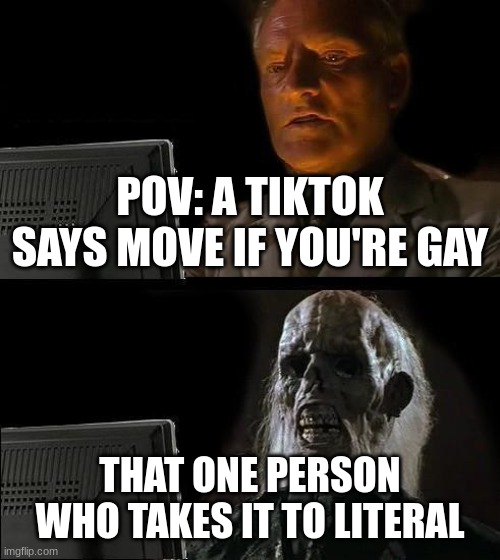 POV: A TIKTOK
SAYS MOVE IF YOU'RE GAY
THAT ONE PERSON
WHO TAKES IT TO LITERAL
imgflip.com